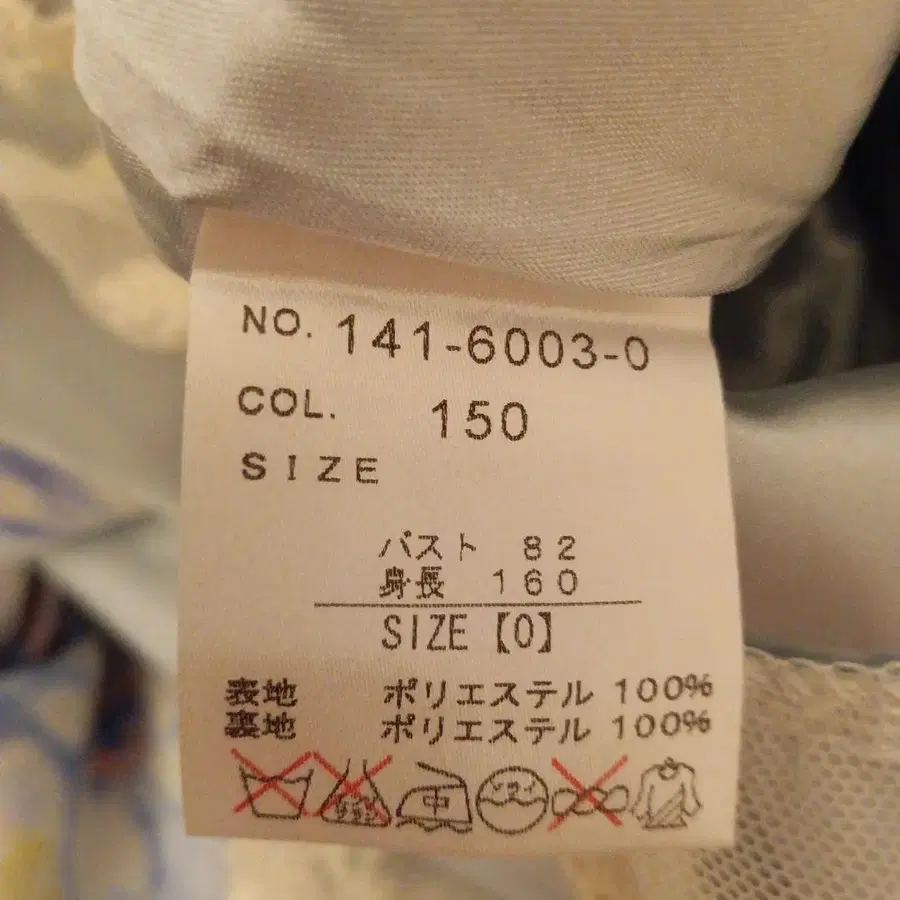 NO. 141-6003-0
COL. 150
SIZE
バスト 82
身長 160
SIZE【0】
表地 ポリエステル 100%
裏地 ポリエステル 100%
中 ドライ